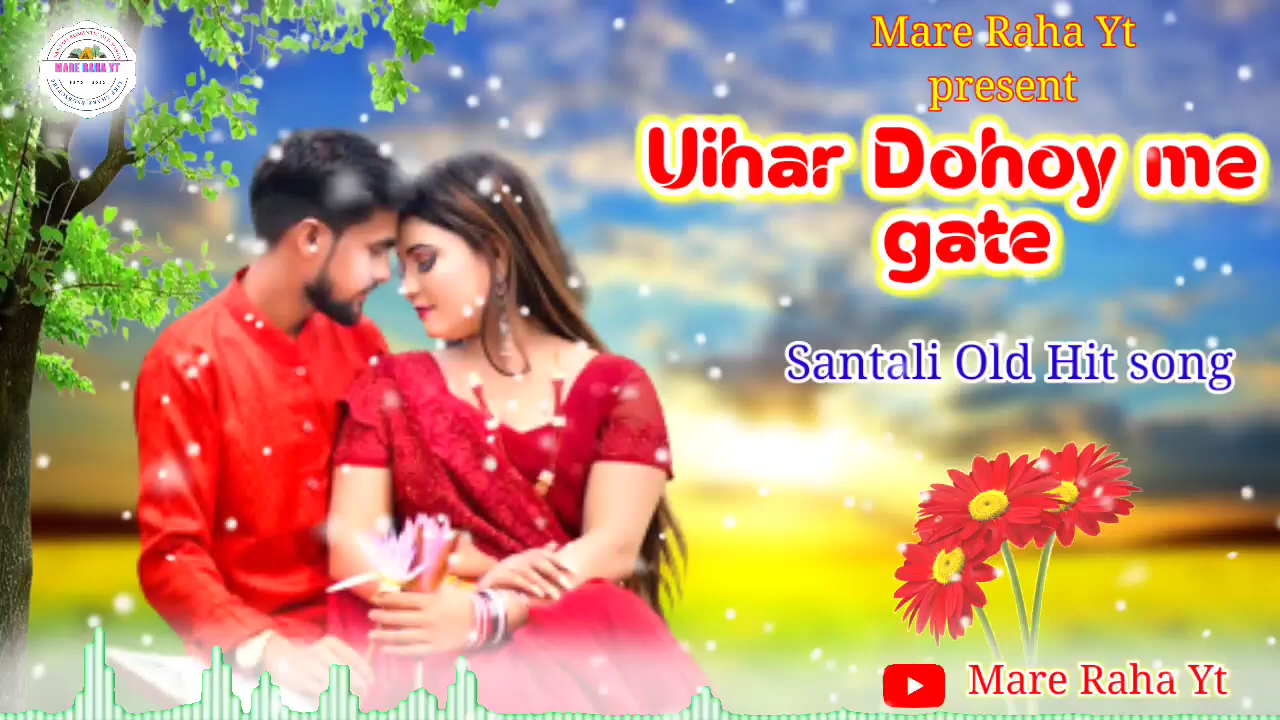 MARE RAHA YT
Mare Raha Yt
present
Uihar Dohoy me
gate
Santali Old Hit song
Mare Raha Yt